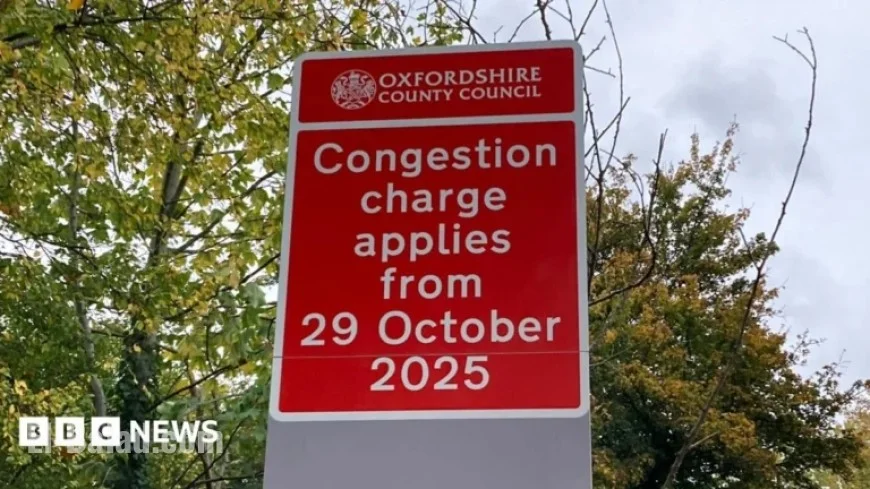 OXFORDSHIRE
COUNTY COUNCIL
Congestion
charge
applies
from
29 October
2025
BBC NEWS